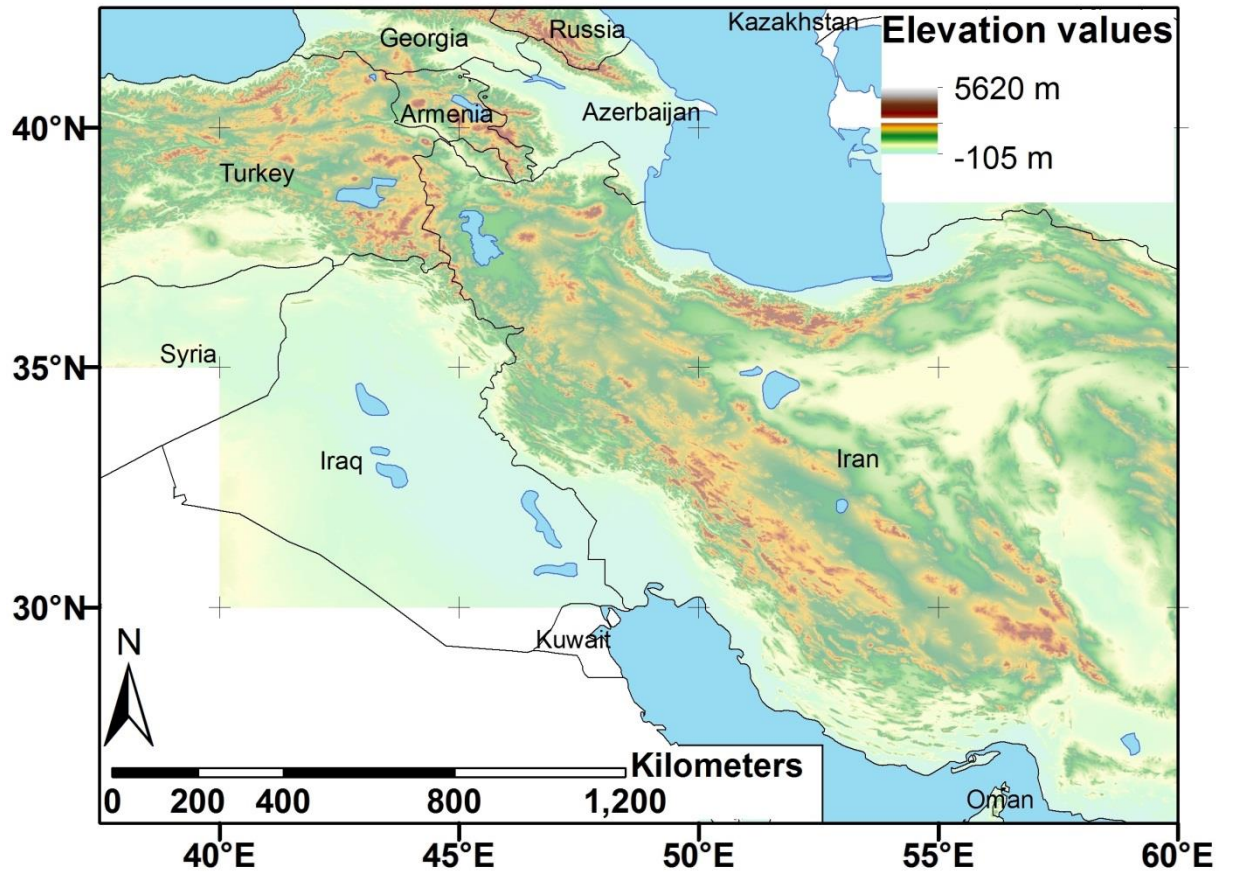 Georgia
Russia
Kazakhstan
Elevation values
5620 m
-105 m
40°N
Armenia
Azerbaijan
Turkey
35°N
Syria
Iraq
Iran
30°N
Kuwait
N
Kilometers
0 200 400 800 1,200
Oman
40°E 45°E 50°E 55°E 60°E